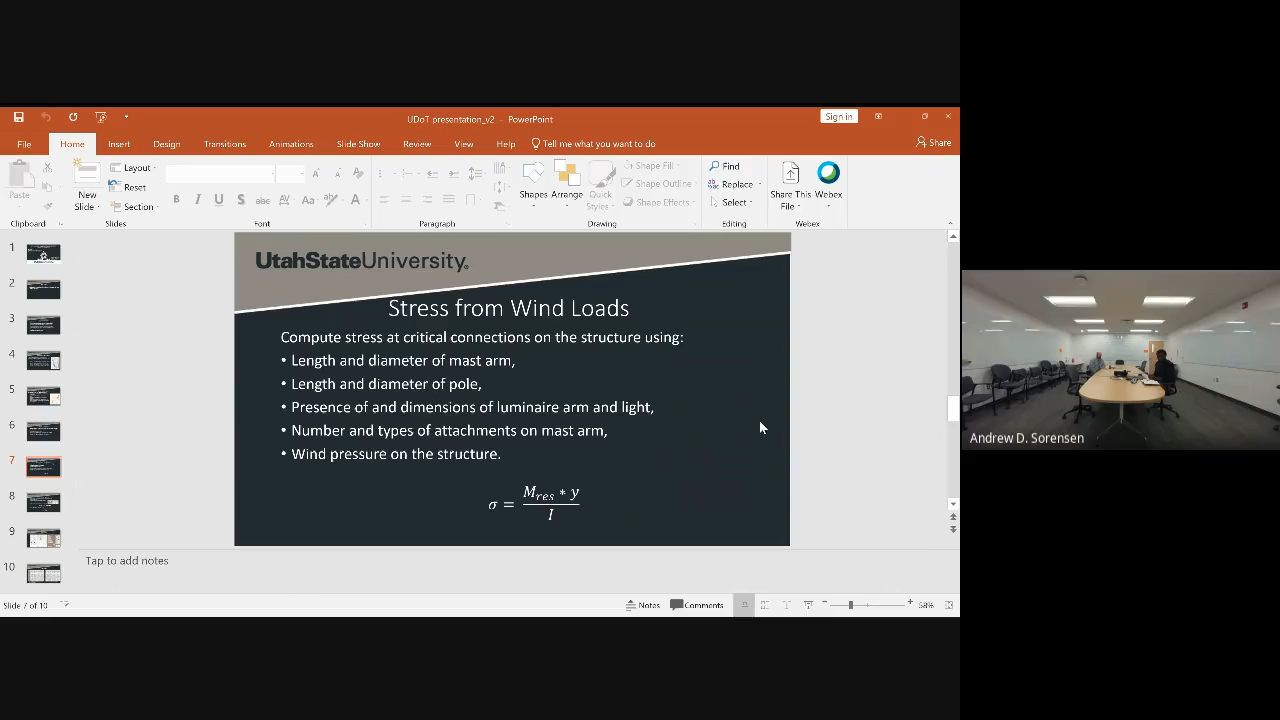 UDoT presentation_v2 - PowerPoint
Sign in
File Home Insert Design Transitions Animations Slide Show Review View Help Tell me what you want to do Share
Paste
Clipboard
New Slide
Layout
Reset
Section
Slides
B I U S abc AV Aa A
Font
Paragraph
Shapes
Arrange
Quick Styles
Shape Fill
Shape Outline
Shape Effects
Drawing
Find
Replace
Select
Editing
Share This File
Webex
Webex
1
2
3
4
5
6
7
8
9
10
UtahStateUniversity®
Stress from Wind Loads
Compute stress at critical connections on the structure using:
• Length and diameter of mast arm,
• Length and diameter of pole,
• Presence of and dimensions of luminaire arm and light,
• Number and types of attachments on mast arm,
• Wind pressure on the structure.
σ = M_res * y / I
Tap to add notes
Slide 7 of 10
Notes Comments 58%
Andrew D. Sorensen